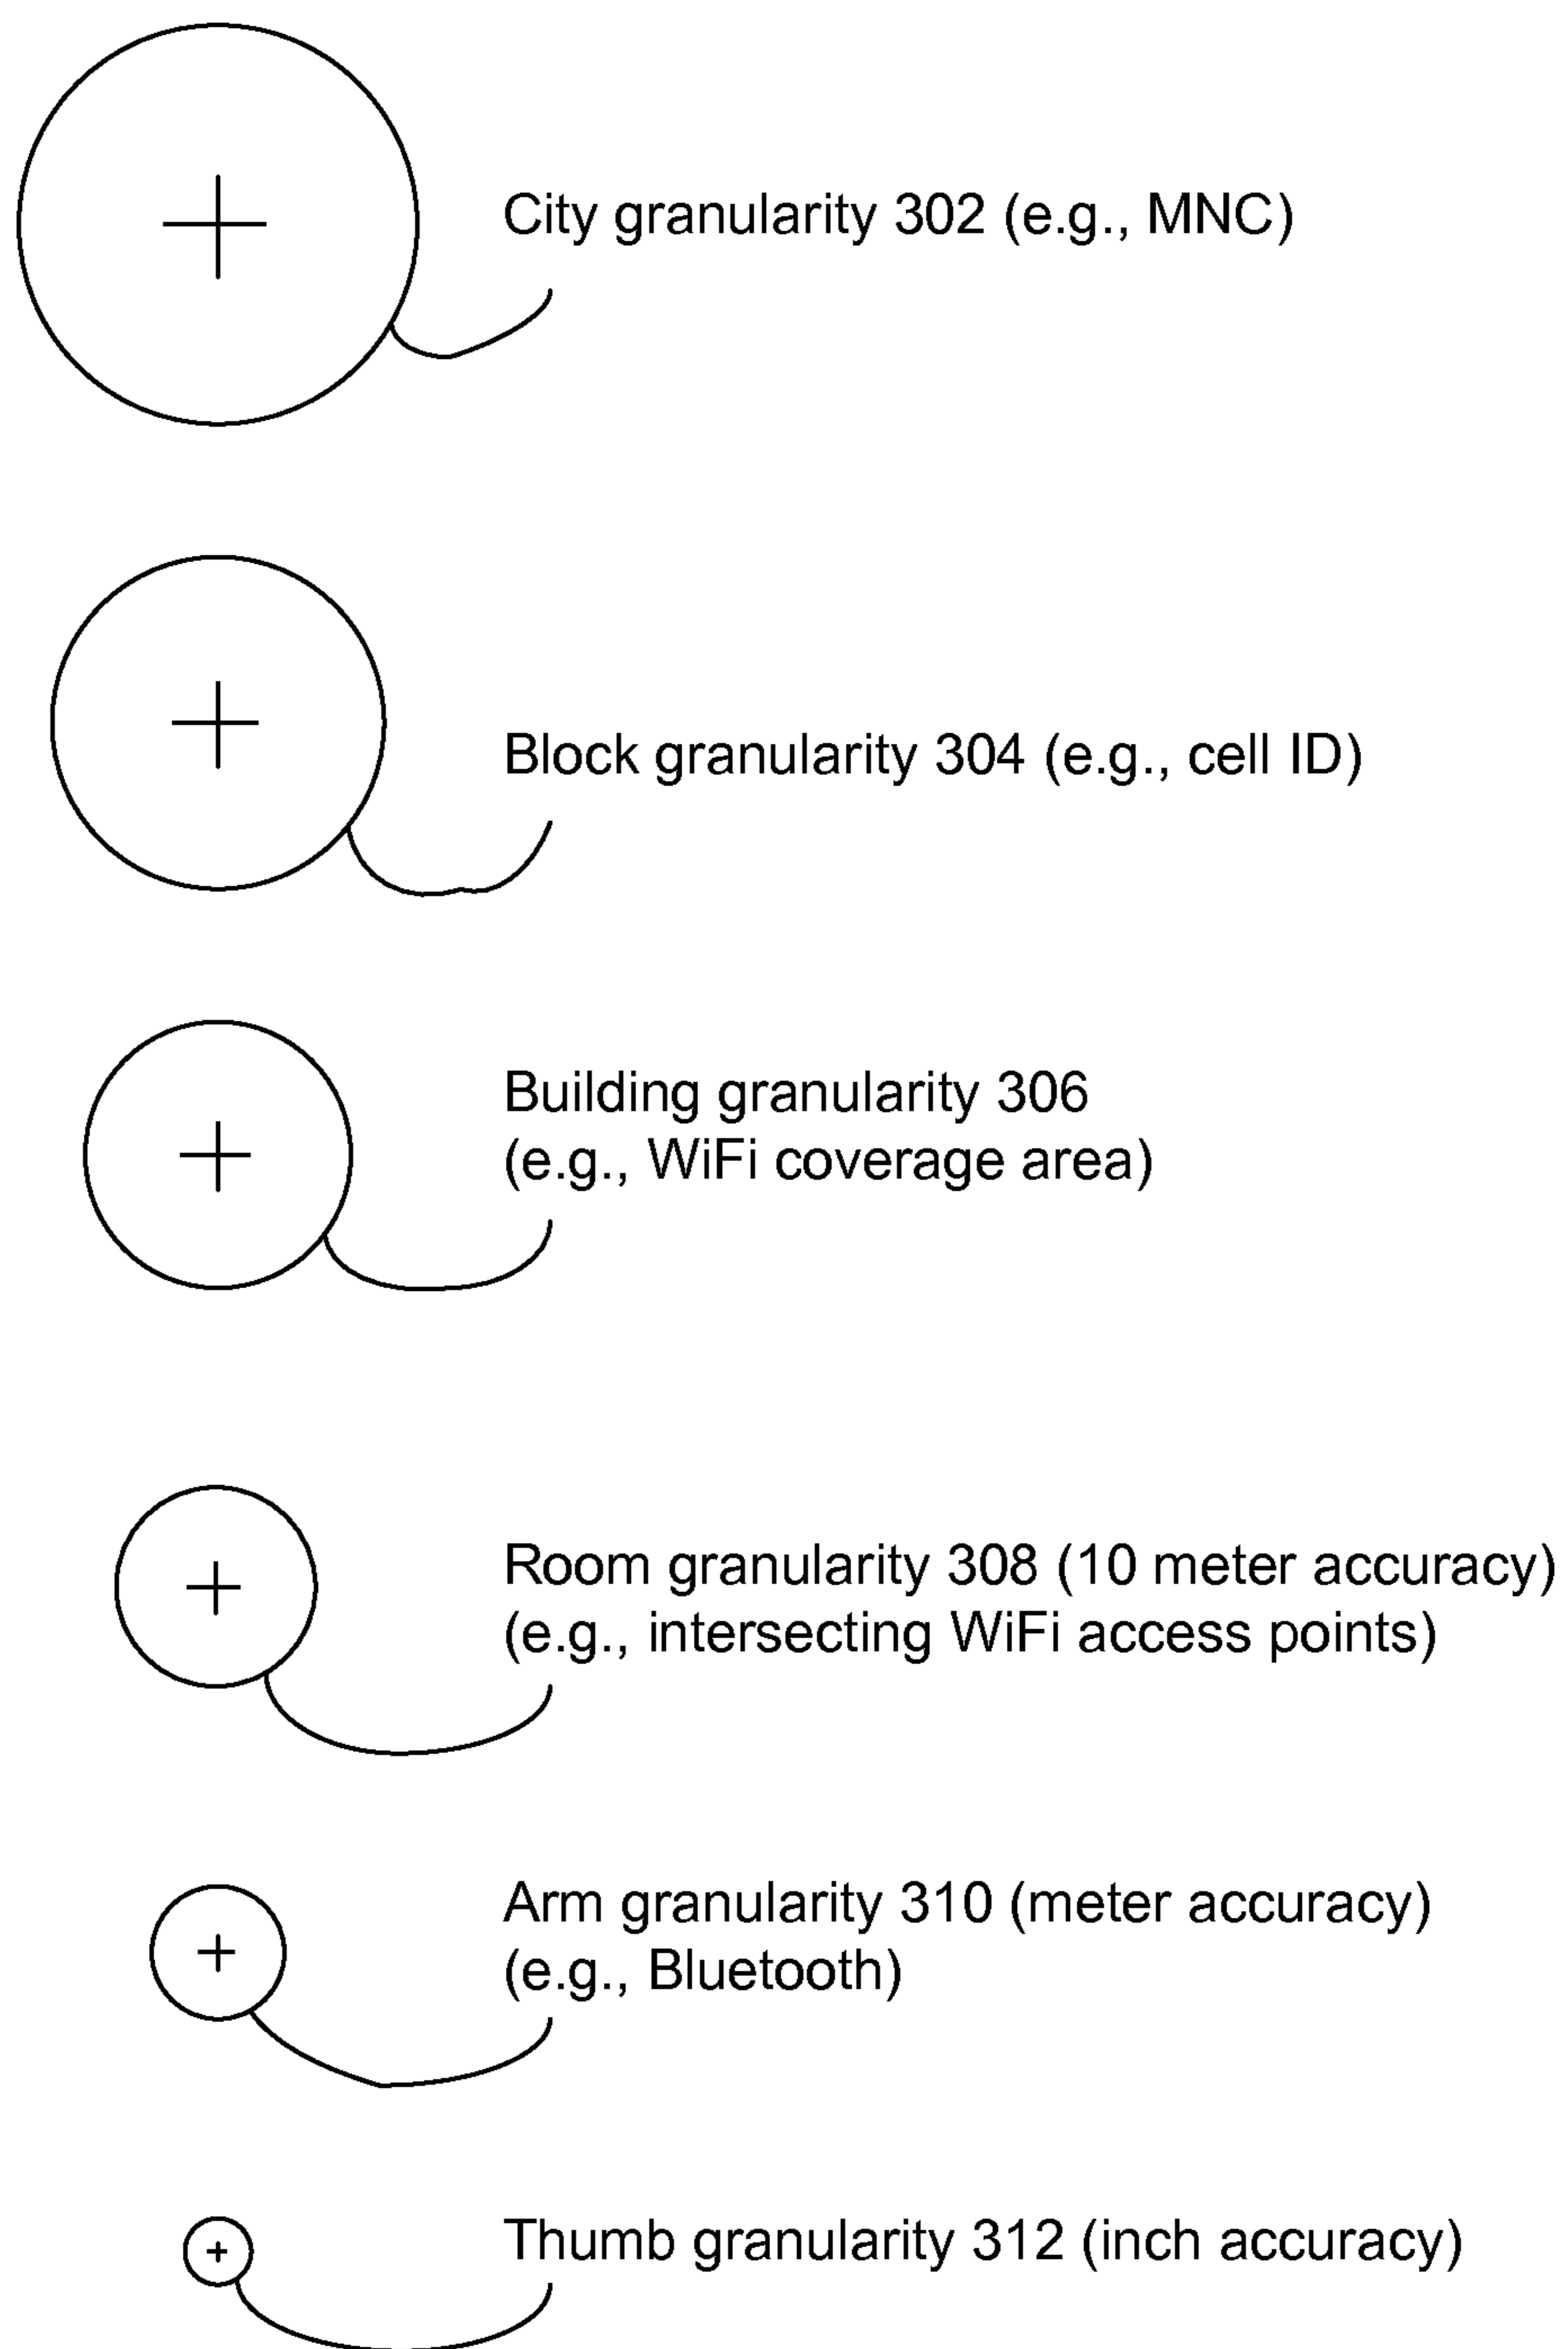 City granularity 302 (e.g., MNC)
Block granularity 304 (e.g., cell ID)
Building granularity 306
(e.g., WiFi coverage area)
Room granularity 308 (10 meter accuracy)
(e.g., intersecting WiFi access points)
Arm granularity 310 (meter accuracy)
(e.g., Bluetooth)
Thumb granularity 312 (inch accuracy)